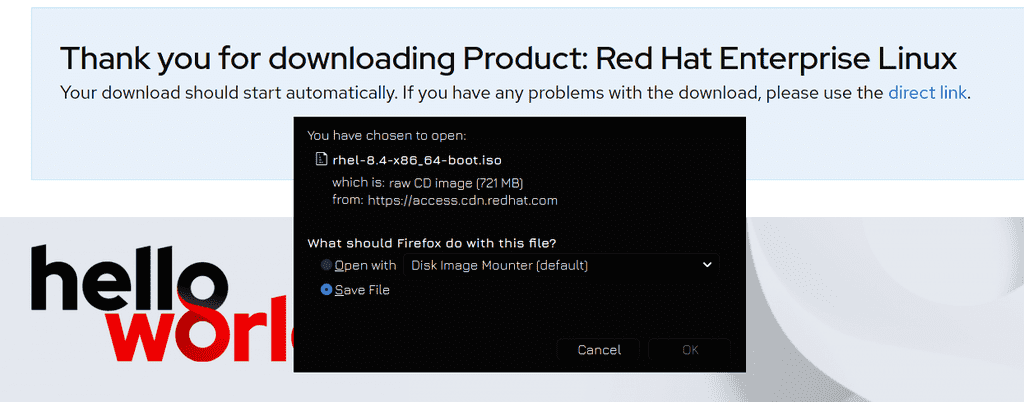 Thank you for downloading Product: Red Hat Enterprise Linux
Your download should start automatically. If you have any problems with the download, please use the direct link.
You have chosen to open:
rhel-8.4-x86_64-boot.iso
which is: raw CD image (721 MB)
from: https://access.cdn.redhat.com
What should Firefox do with this file?
Open with Disk Image Mounter (default)
Save File
Cancel OK
hello
worl